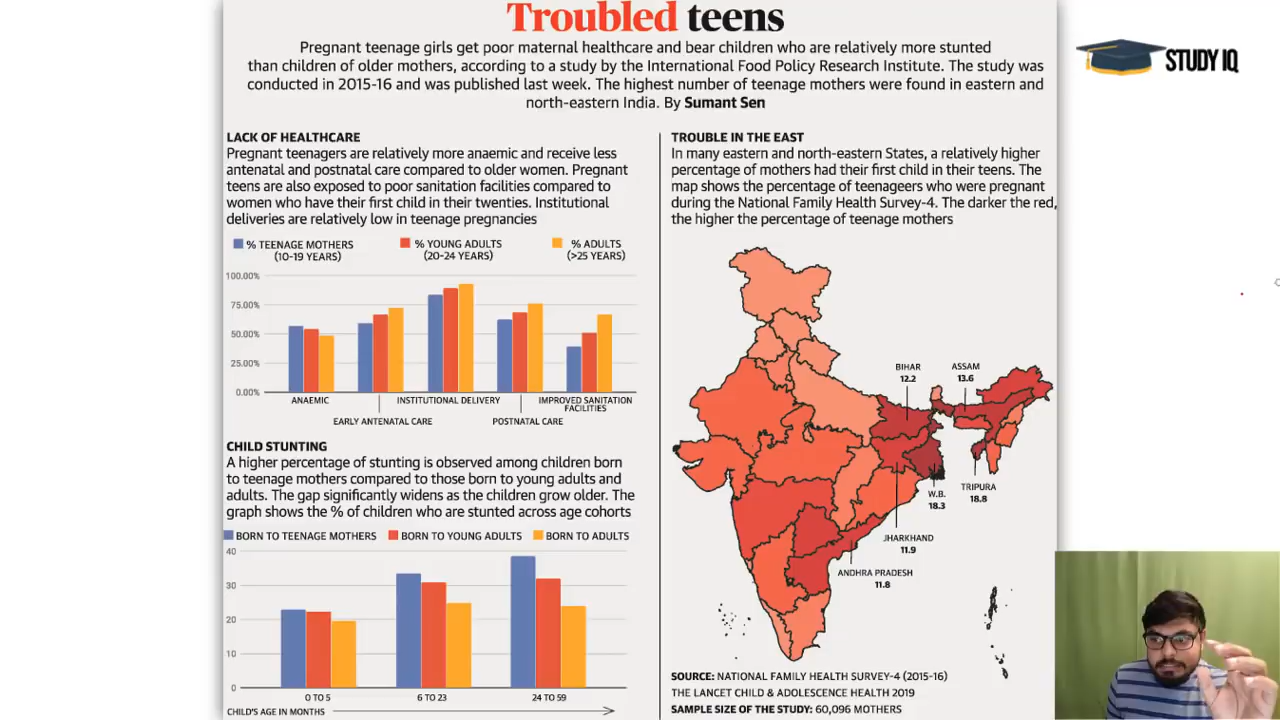 Troubled teens
Pregnant teenage girls get poor maternal healthcare and bear children who are relatively more stunted
than children of older mothers, according to a study by the International Food Policy Research Institute. The study was
conducted in 2015-16 and was published last week. The highest number of teenage mothers were found in eastern and
north-eastern India. By Sumant Sen
STUDY IQ
LACK OF HEALTHCARE
Pregnant teenagers are relatively more anaemic and receive less
antenatal and postnatal care compared to older women. Pregnant
teens are also exposed to poor sanitation facilities compared to
women who have their first child in their twenties. Institutional
deliveries are relatively low in teenage pregnancies
% TEENAGE MOTHERS
(10-19 YEARS)
% YOUNG ADULTS
(20-24 YEARS)
% ADULTS
(>25 YEARS)
100.00%
75.00%
50.00%
25.00%
0.00%
ANAEMIC
EARLY ANTENATAL CARE
INSTITUTIONAL DELIVERY
POSTNATAL CARE
IMPROVED SANITATION
FACILITIES
CHILD STUNTING
A higher percentage of stunting is observed among children born
to teenage mothers compared to those born to young adults and
adults. The gap significantly widens as the children grow older. The
graph shows the % of children who are stunted across age cohorts
BORN TO TEENAGE MOTHERS
BORN TO YOUNG ADULTS
BORN TO ADULTS
40
30
20
10
0
0 TO 5
6 TO 23
24 TO 59
CHILD'S AGE IN MONTHS
TROUBLE IN THE EAST
In many eastern and north-eastern States, a relatively higher
percentage of mothers had their first child in their teens. The
map shows the percentage of teenageers who were pregnant
during the National Family Health Survey-4. The darker the red,
the higher the percentage of teenage mothers
BIHAR
12.2
ASSAM
13.6
W.B.
18.3
TRIPURA
18.8
JHARKHAND
11.9
ANDHRA PRADESH
11.8
SOURCE: NATIONAL FAMILY HEALTH SURVEY-4 (2015-16)
THE LANCET CHILD & ADOLESCENCE HEALTH 2019
SAMPLE SIZE OF THE STUDY: 60,096 MOTHERS